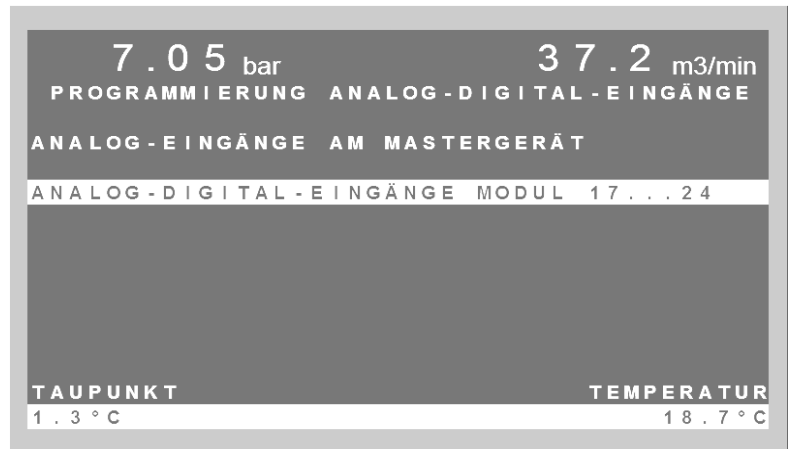 7.05 bar 37.2 m3/min
PROGRAMMIERUNG ANALOG-DIGITAL-EINGÄNGE
ANALOG-EINGÄNGE AM MASTERGERÄT
ANALOG-DIGITAL-EINGÄNGE MODUL 17...24
TAUPUNKT TEMPERATUR
1.3°C 18.7°C